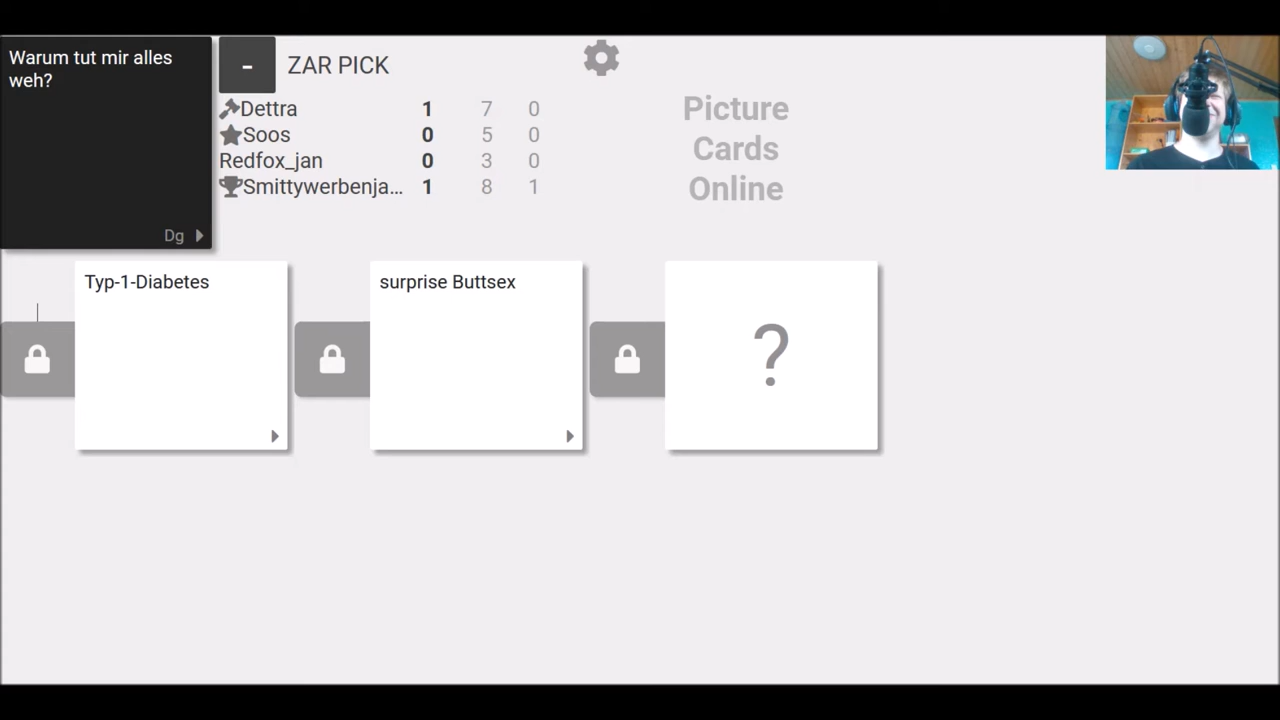 Warum tut mir alles
weh?
Dg
-
ZAR PICK
Dettra 1 7 0
Soos 0 5 0
Redfox_jan 0 3 0
Smittywerbenja... 1 8 1
Picture
Cards
Online
Typ-1-Diabetes
surprise Buttsex
?